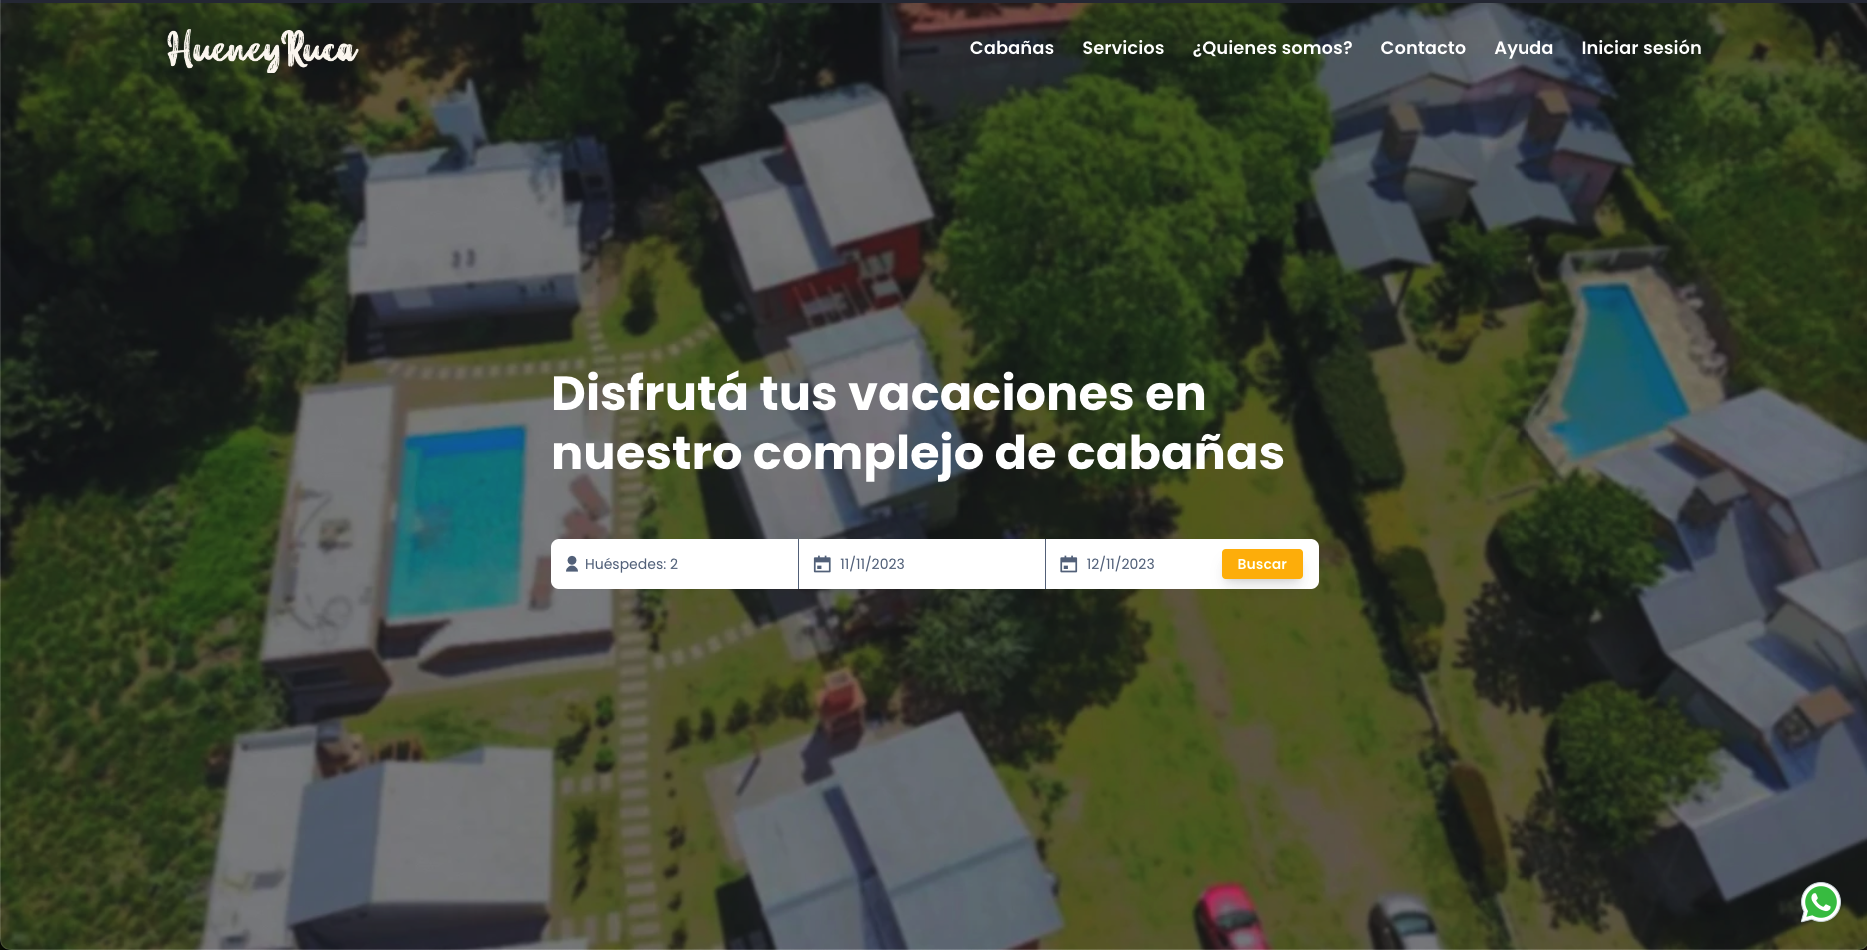 HueneyRuca
Cabañas Servicios ¿Quienes somos? Contacto Ayuda Iniciar sesión
Disfrutá tus vacaciones en
nuestro complejo de cabañas
Huéspedes: 2 11/11/2023 12/11/2023 Buscar